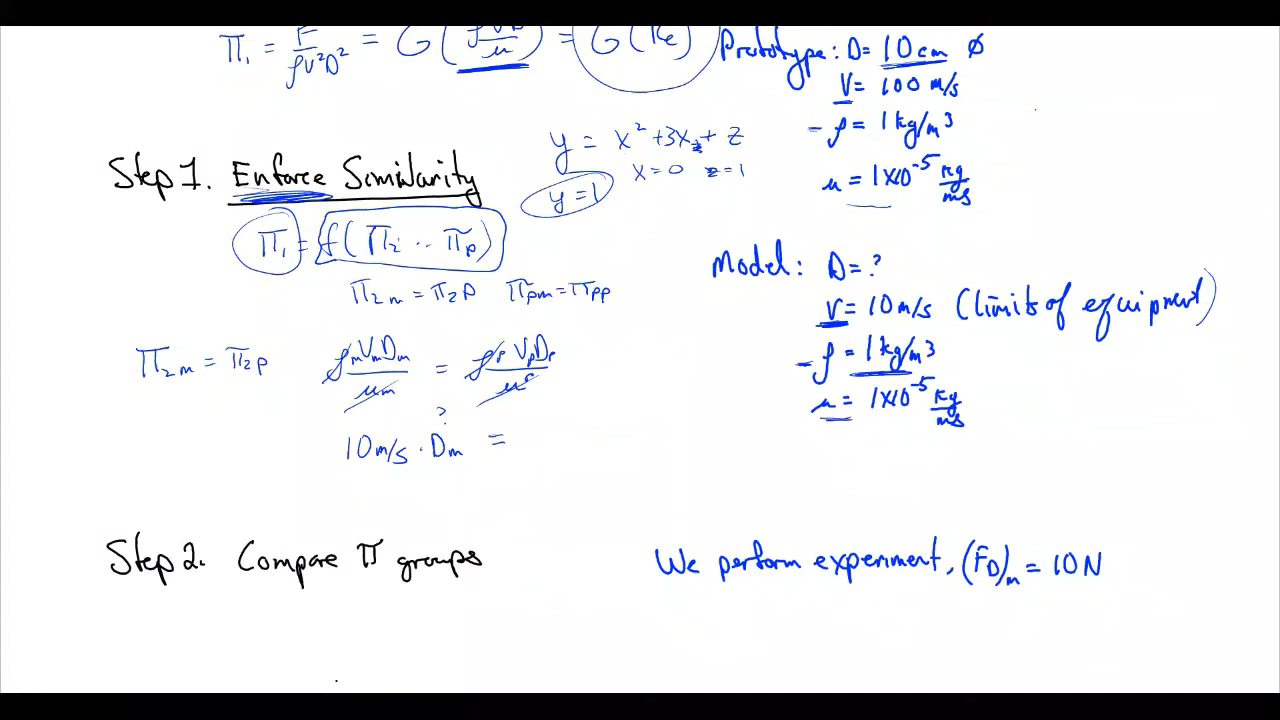 Π₁ = F/ρV²D² = G(ρVD/μ) = G(Re)
Prototype: D = 10 cm ϕ
V = 100 m/s
ρ = 1 kg/m³
μ = 1×10⁻⁵ kg/ms
y = x² + 3xz + z
x = 0 z = 1
y = 1
Step 1. Enforce Similarity
Π₁ = f(Π₂ ·· Πp)
Π₂m = Π₂p Πpm = Πpp
Model: D = ?
V = 10 m/s (limits of equipment)
ρ = 1 kg/m³
μ = 1×10⁻⁵ kg/ms
Π₂m = Π₂p ρmVmDm/μm = ρpVpDp/μp
?
10 m/s · Dm =
Step 2. Compare Π groups
We perform experiment, (FD)m = 10 N